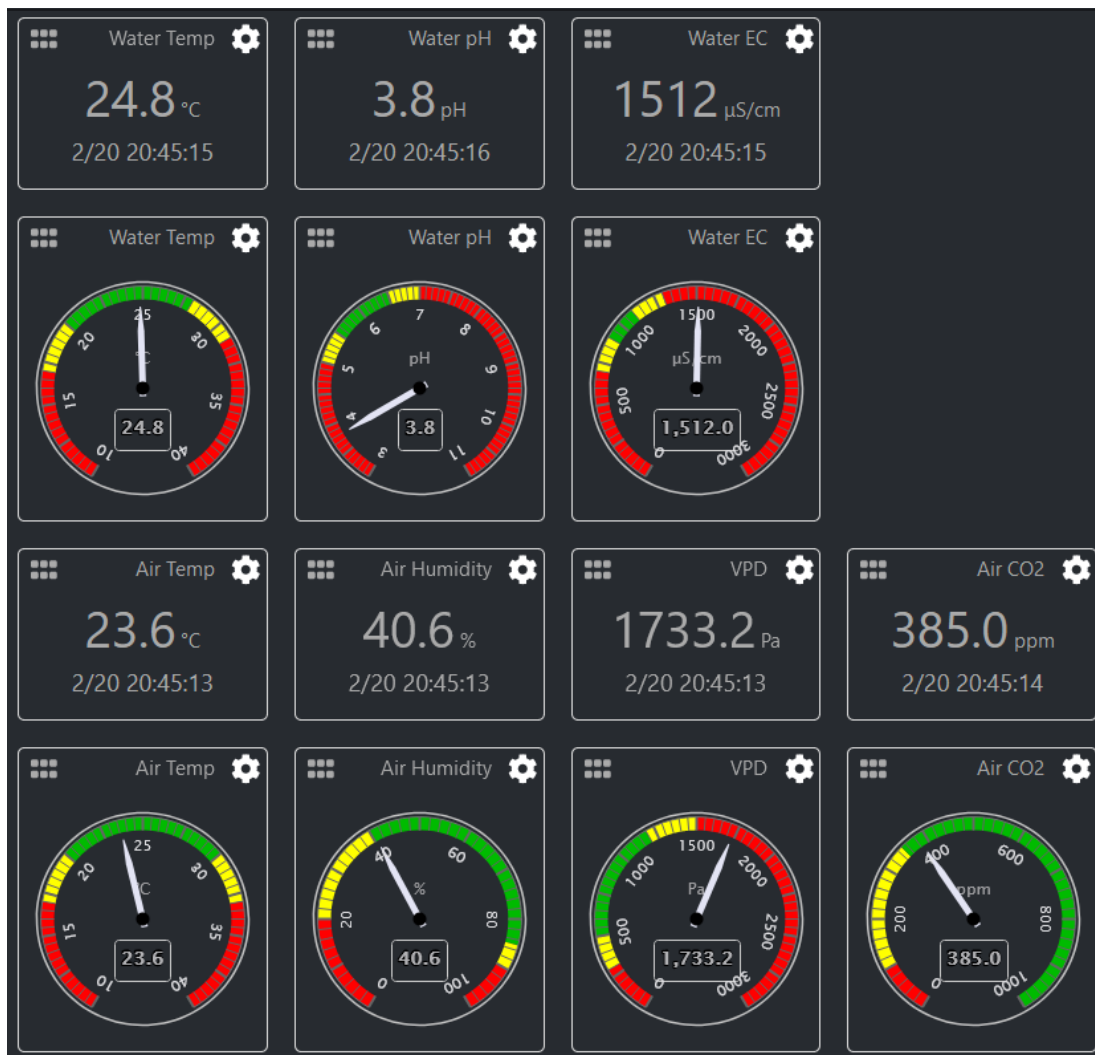 Water Temp
24.8 °C
2/20 20:45:15
Water pH
3.8 pH
2/20 20:45:16
Water EC
1512 µS/cm
2/20 20:45:15
Water Temp
10 15 20 25 30 35 40
°C
24.8
Water pH
3 4 5 6 7 8 9 10 11
pH
3.8
Water EC
0 500 1000 1500 2000 2500 3000
µS/cm
1,512.0
Air Temp
23.6 °C
2/20 20:45:13
Air Humidity
40.6 %
2/20 20:45:13
VPD
1733.2 Pa
2/20 20:45:13
Air CO2
385.0 ppm
2/20 20:45:14
Air Temp
10 15 20 25 30 35 40
°C
23.6
Air Humidity
0 20 40 60 80 100
%
40.6
VPD
0 500 1000 1500 2000 2500 3000
Pa
1,733.2
Air CO2
0 200 400 600 800 1000
ppm
385.0